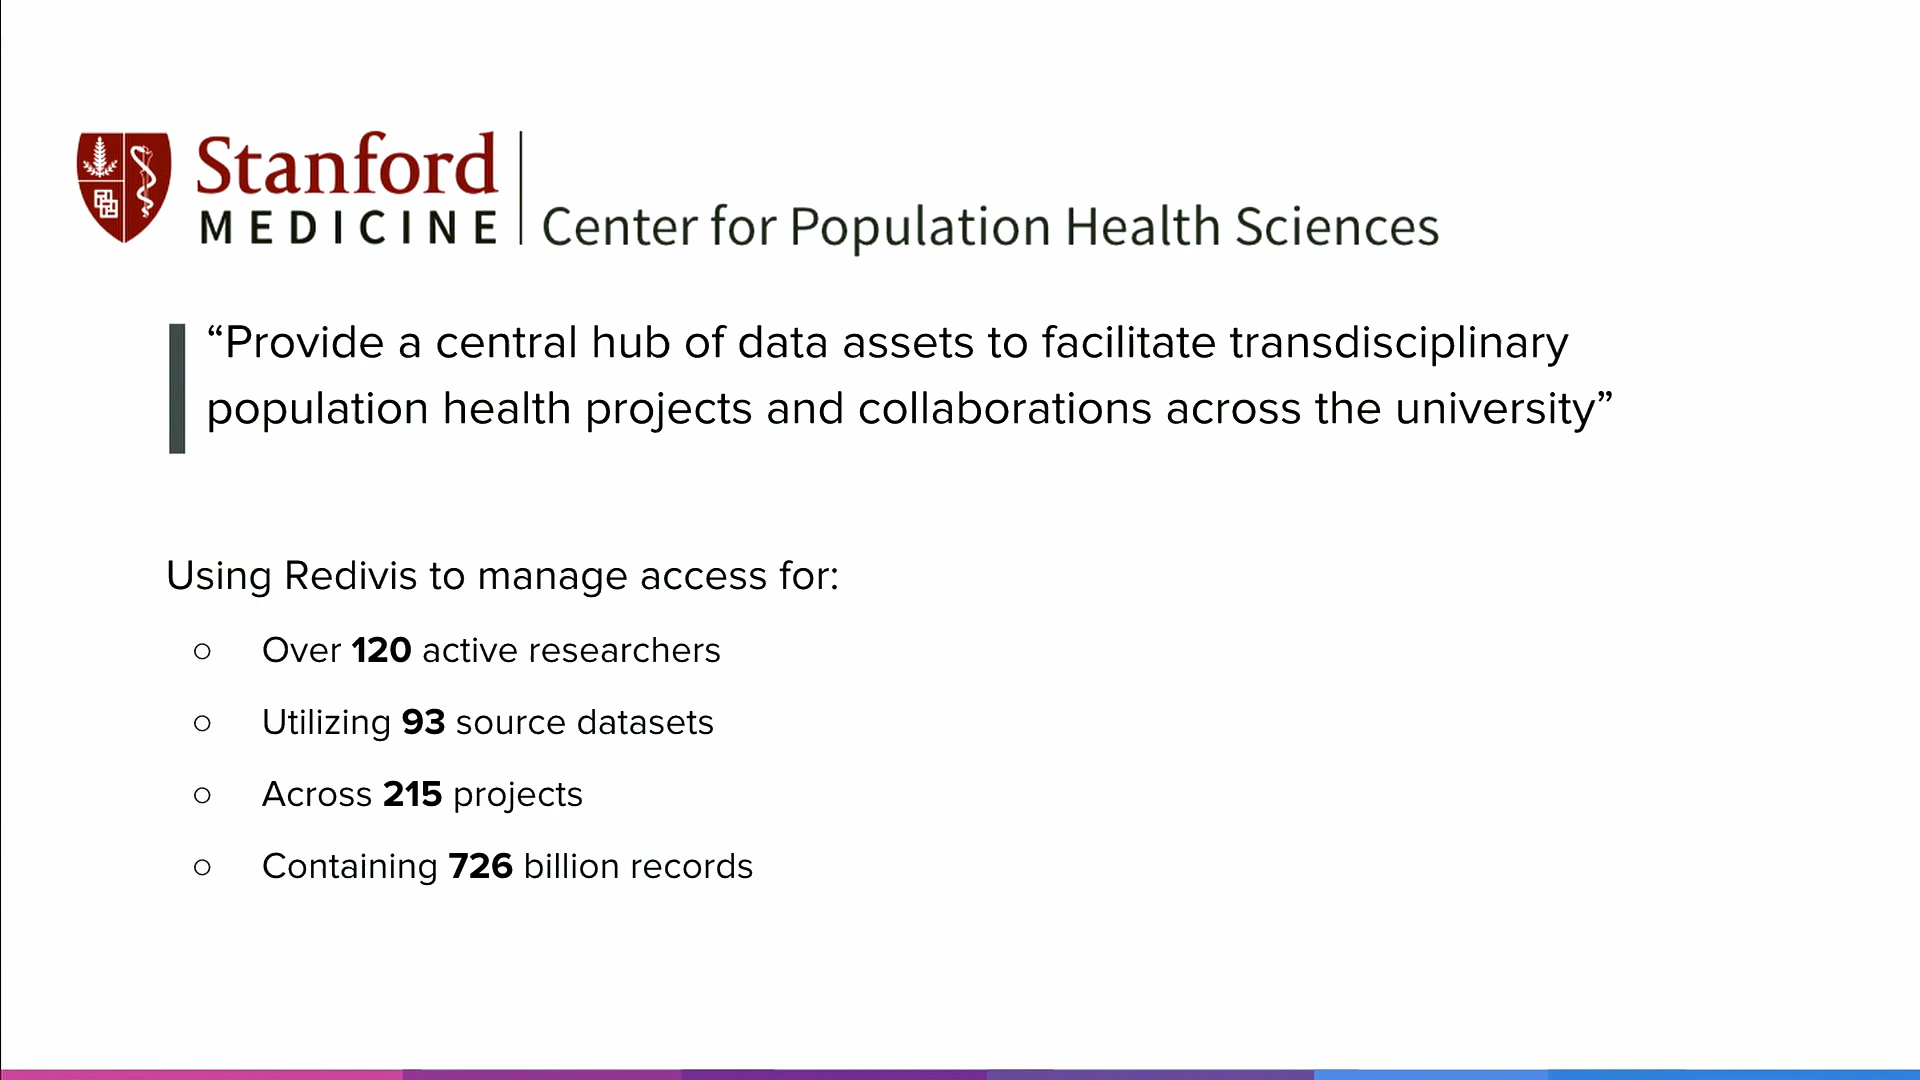 Stanford
MEDICINE
Center for Population Health Sciences
“Provide a central hub of data assets to facilitate transdisciplinary
population health projects and collaborations across the university”
Using Redivis to manage access for:
○ Over 120 active researchers
○ Utilizing 93 source datasets
○ Across 215 projects
○ Containing 726 billion records